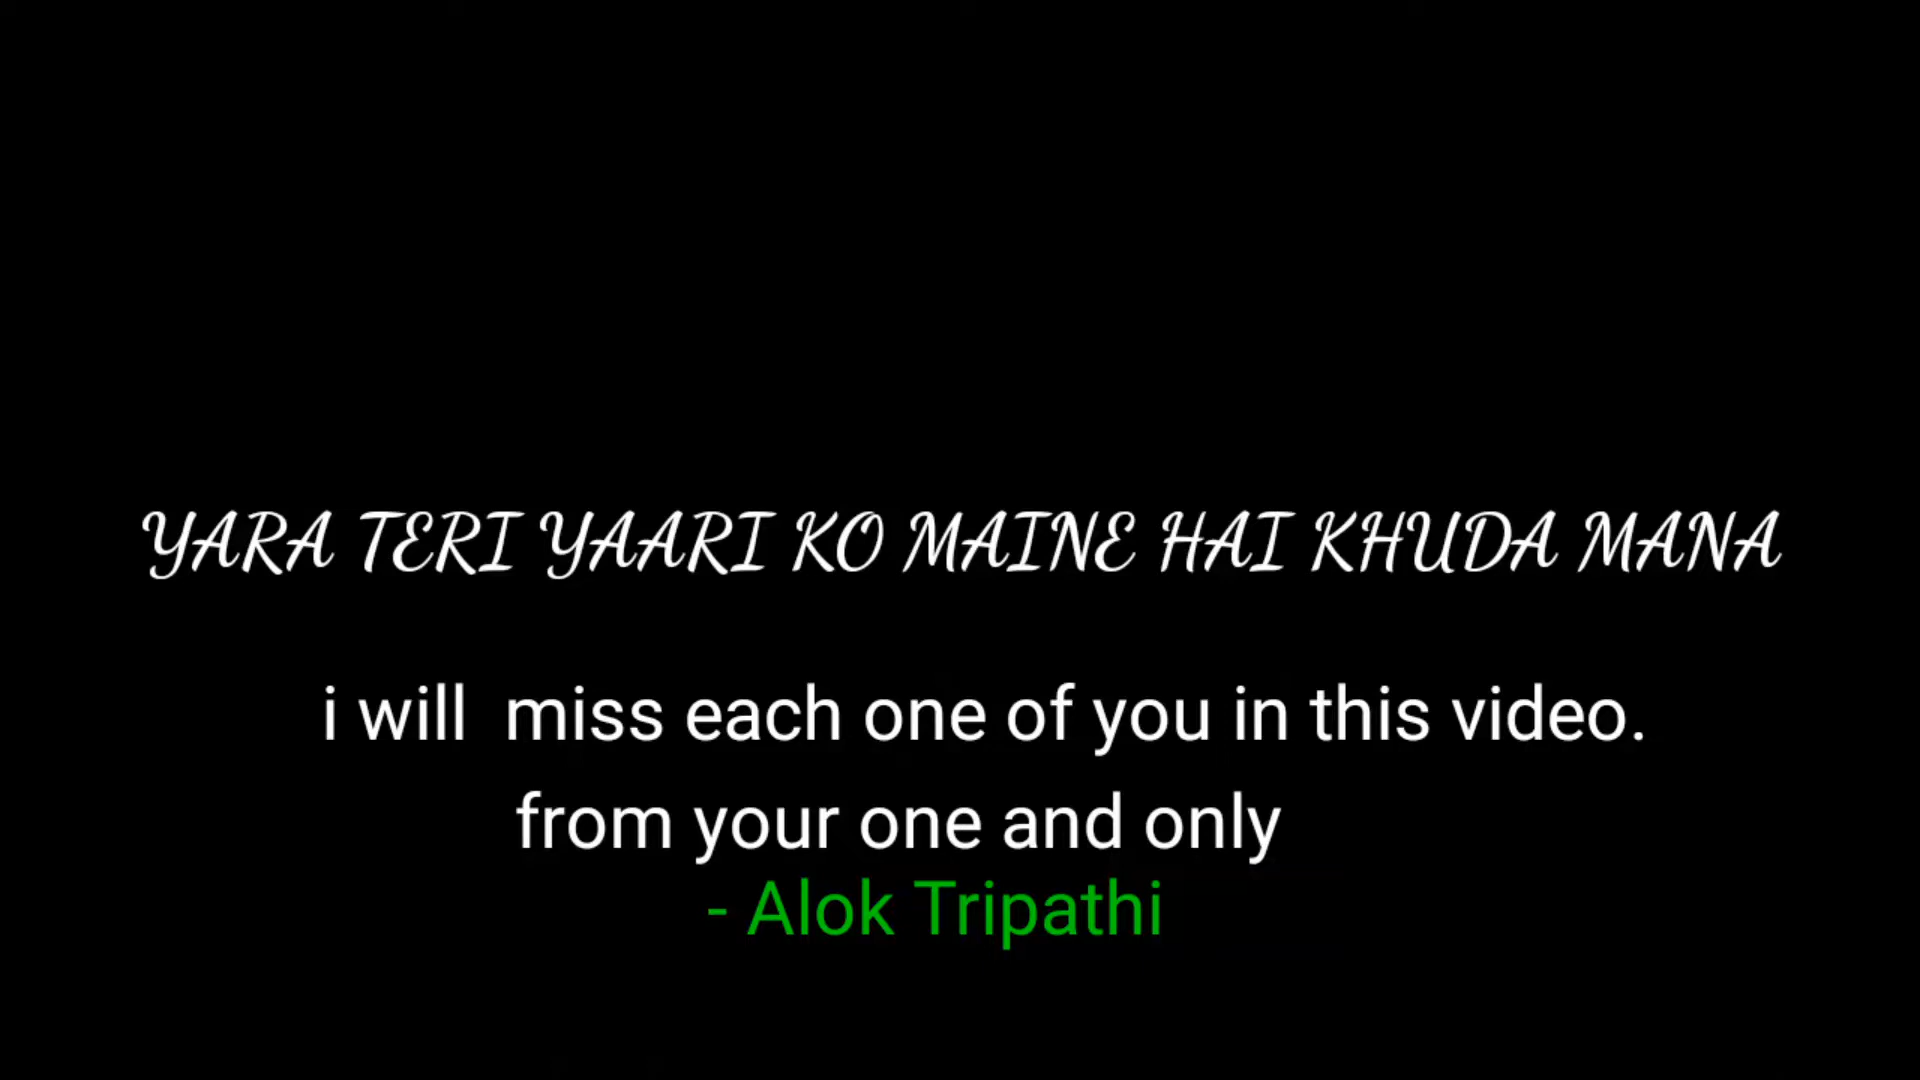 YARA TERI YAARI KO MAINE HAI KHUDA MANA
i will  miss each one of you in this video.
from your one and only
- Alok Tripathi